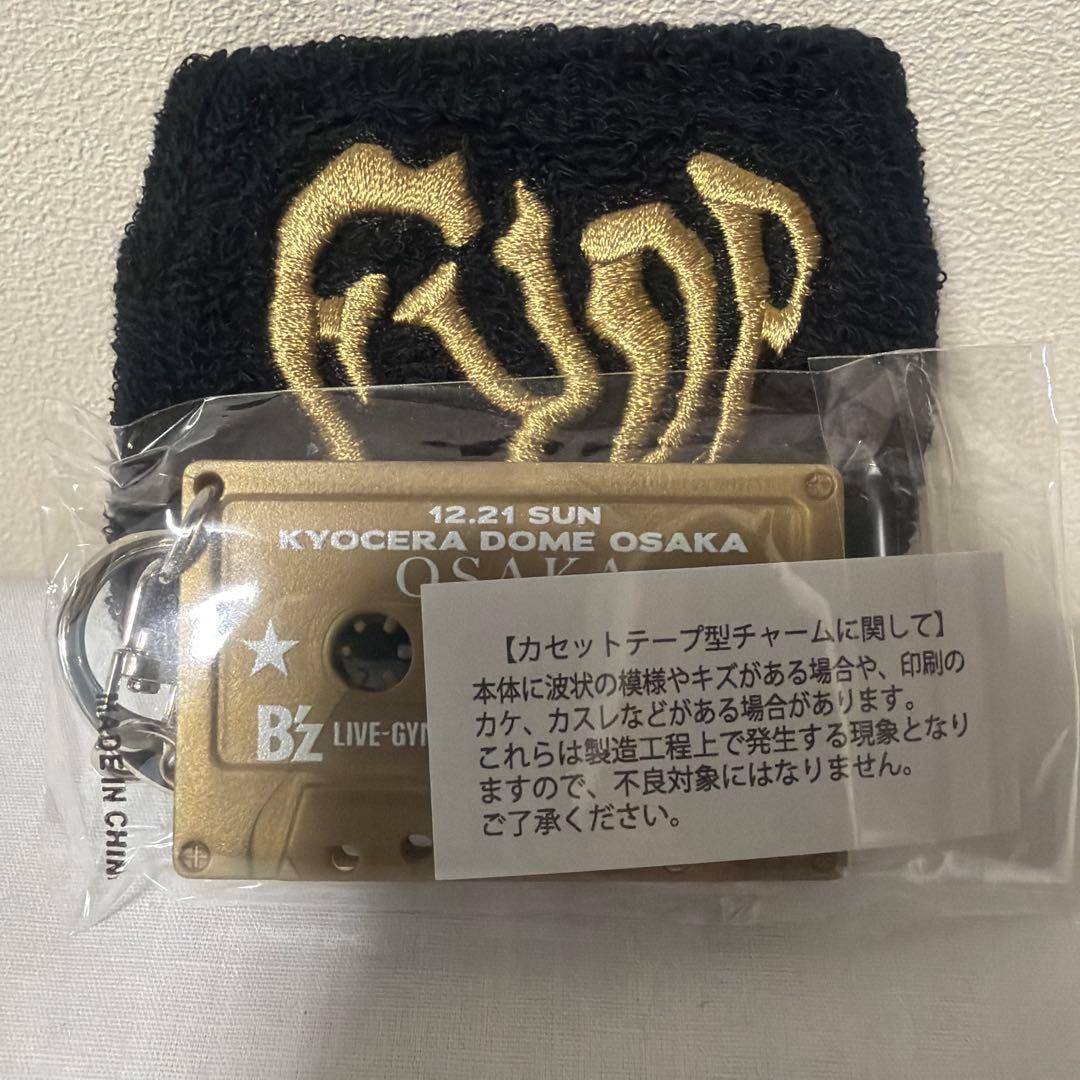 FYOP
12.21 SUN
KYOCERA DOME OSAKA
OSAKA
B'z LIVE-GYM
【カセットテープ型チャームに関して】
本体に波状の模様やキズがある場合や、印刷の
カケ、カスレなどがある場合があります。
これらは製造工程上で発生する現象となり
ますので、不良対象にはなりません。
ご了承ください。
MADE IN CHIN